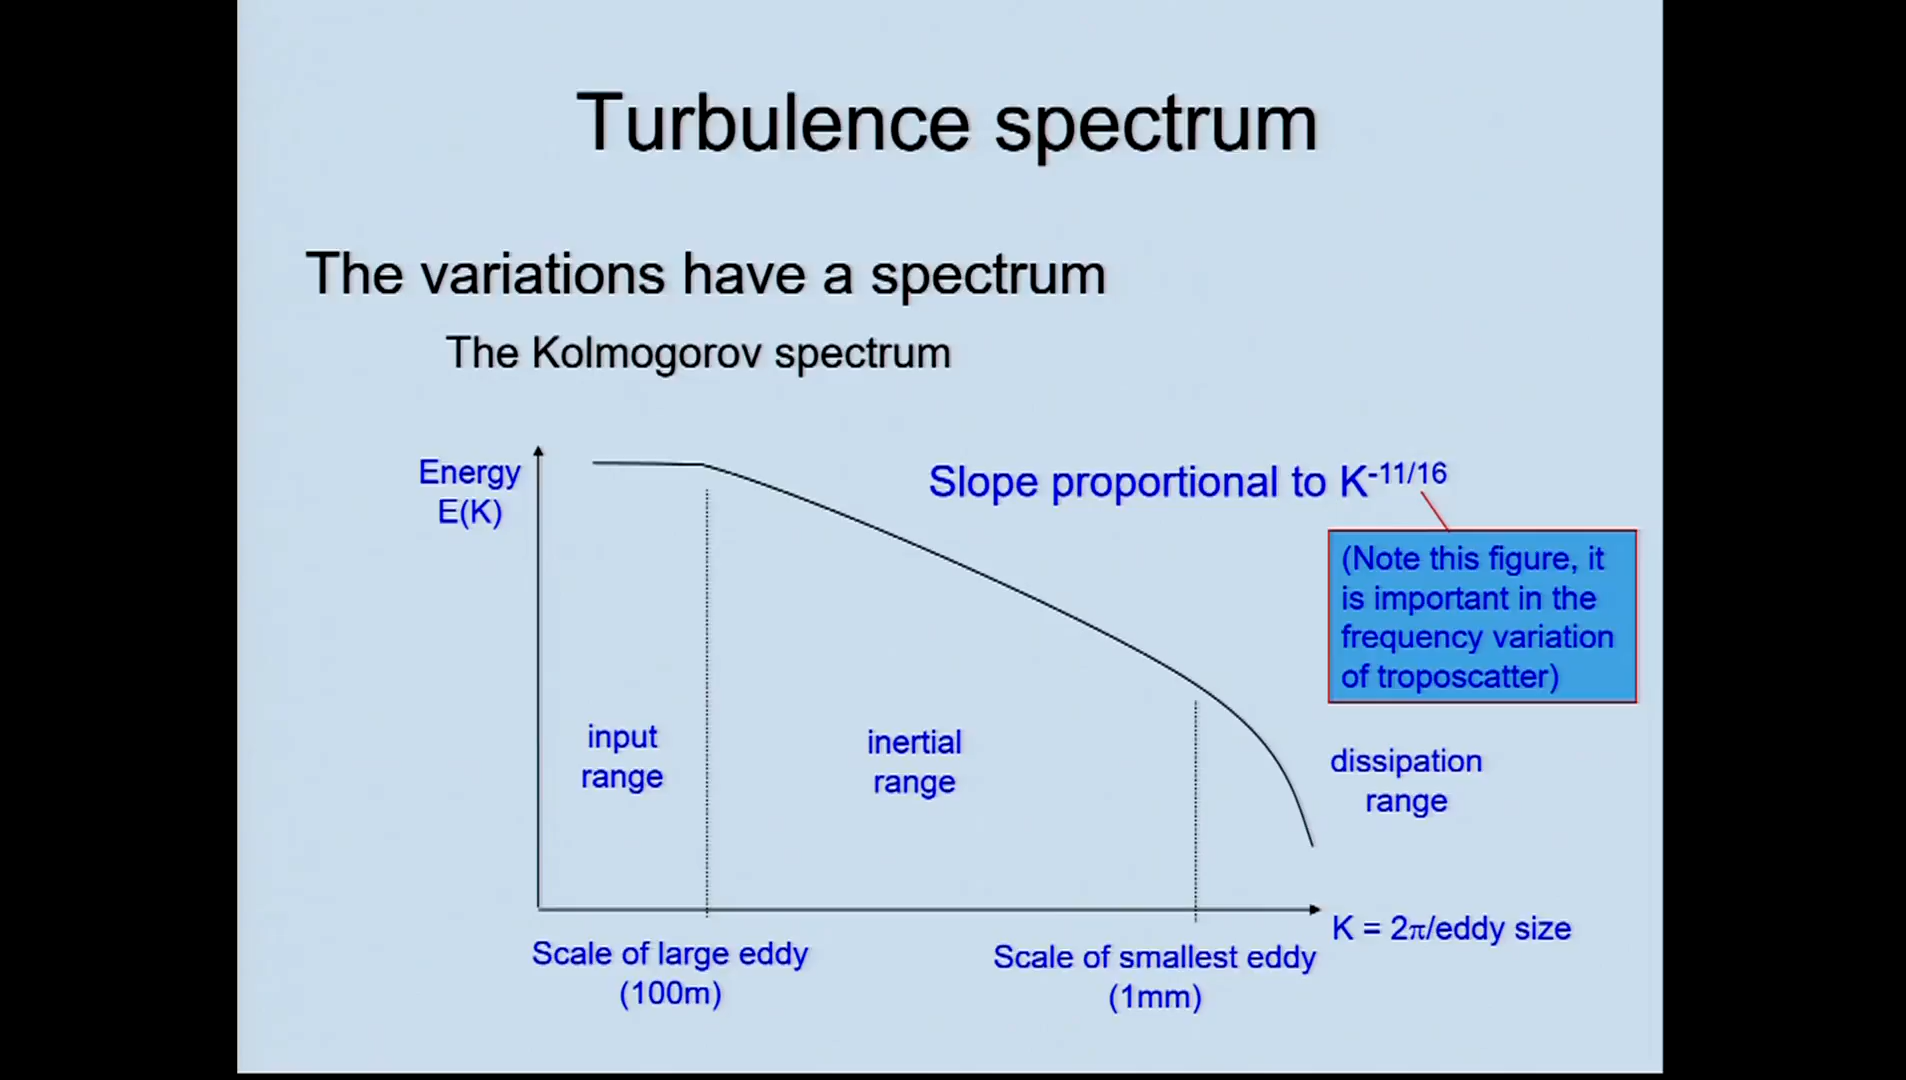 Turbulence spectrum
The variations have a spectrum
The Kolmogorov spectrum
Energy
E(K)
Slope proportional to K-11/16
(Note this figure, it
is important in the
frequency variation
of troposcatter)
input
range
inertial
range
dissipation
range
K = 2π/eddy size
Scale of large eddy
(100m)
Scale of smallest eddy
(1mm)